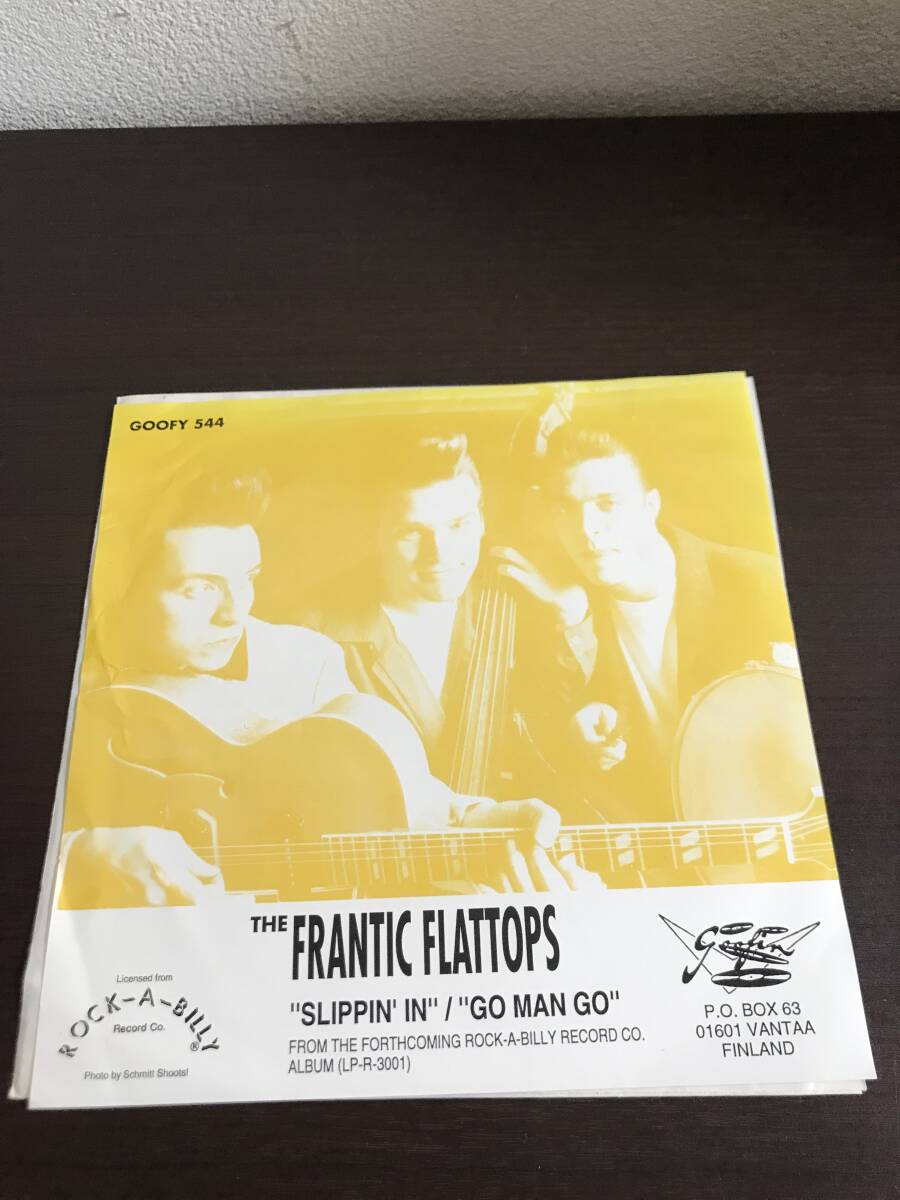 GOOFY 544
THE FRANTIC FLATTOPS
"SLIPPIN' IN" / "GO MAN GO"
FROM THE FORTHCOMING ROCK-A-BILLY RECORD CO.
ALBUM (LP-R-3001)
Licensed from
ROCK-A-BILLY®
Record Co.
Photo by Schmitt Shoots!
Goofin
P.O. BOX 63
01601 VANTAA
FINLAND